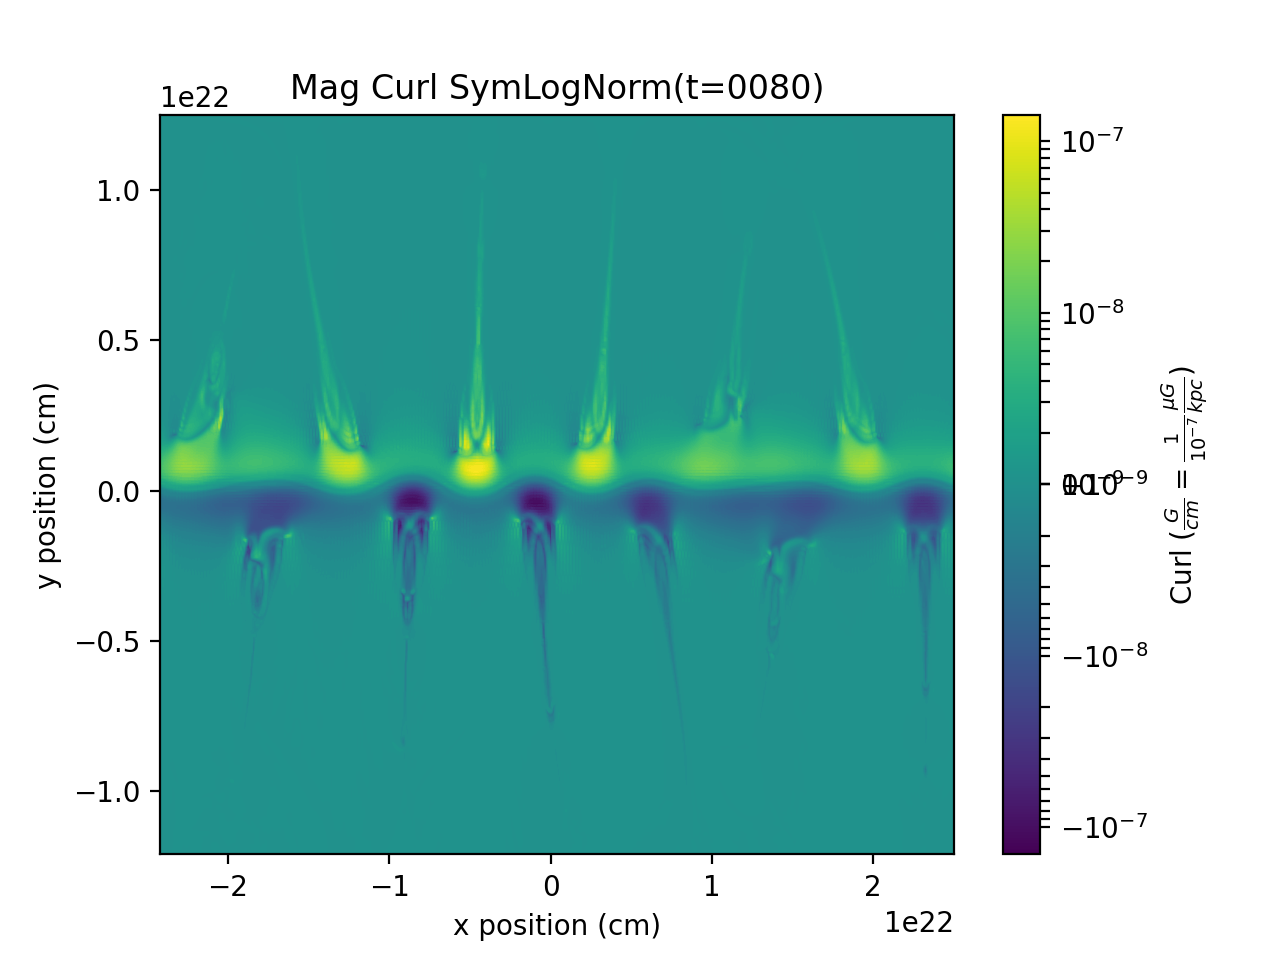 Mag Curl SymLogNorm(t=0080)
1e22
1.0
0.5
0.0
−0.5
−1.0
y position (cm)
−2
−1
0
1
2
1e22
x position (cm)
10⁻⁷
10⁻⁸
−10⁻⁸
−10⁻⁷
Curl (G/cm = 1/10⁻⁷ μG/kpc)